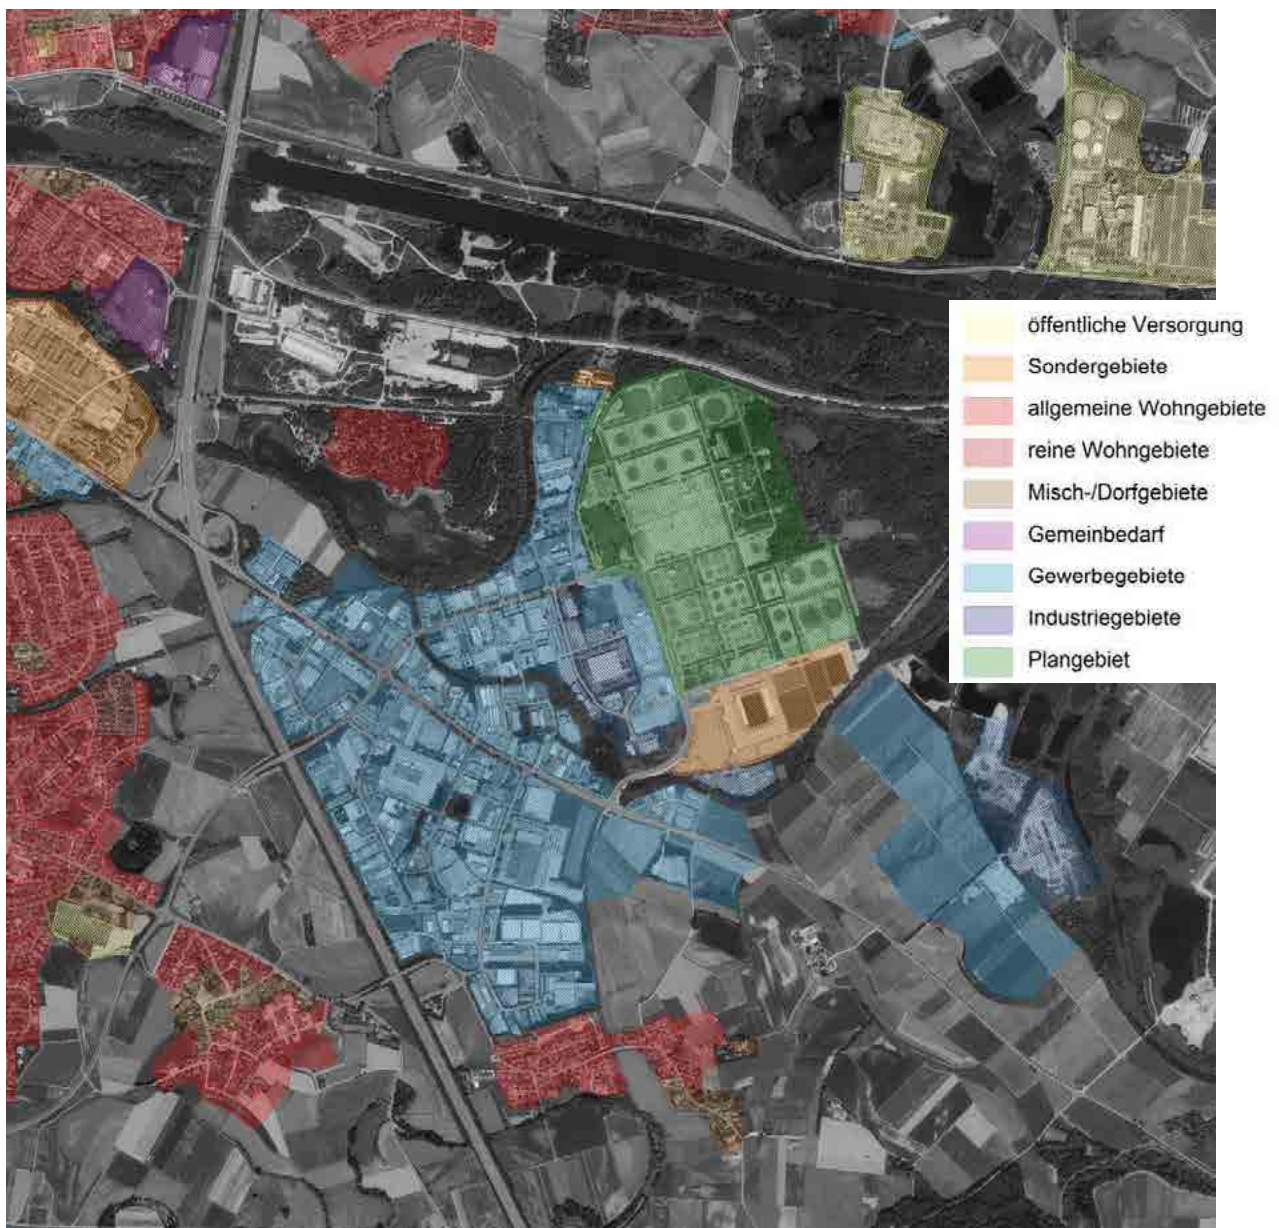 öffentliche Versorgung
Sondergebiete
allgemeine Wohngebiete
reine Wohngebiete
Misch-/Dorfgebiete
Gemeinbedarf
Gewerbegebiete
Industriegebiete
Plangebiet